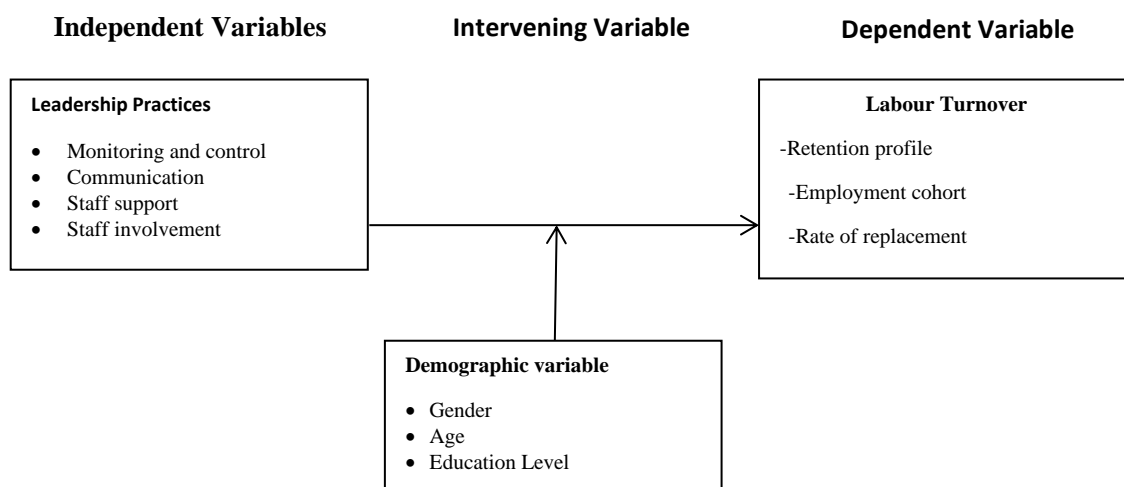 Independent Variables
Intervening Variable
Dependent Variable
Leadership Practices
• Monitoring and control
• Communication
• Staff support
• Staff involvement
Labour Turnover
-Retention profile
-Employment cohort
-Rate of replacement
Demographic variable
• Gender
• Age
• Education Level